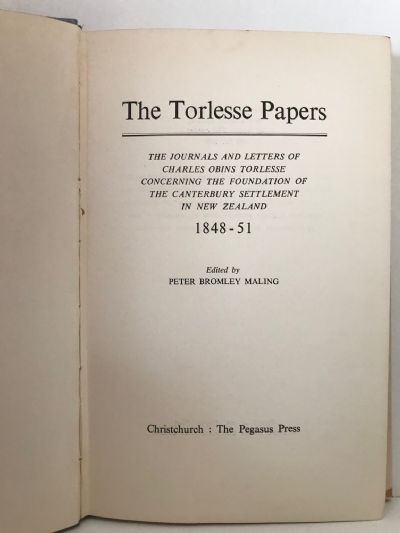 The Torlesse Papers
THE JOURNALS AND LETTERS OF
CHARLES OBINS TORLESSE
CONCERNING THE FOUNDATION OF
THE CANTERBURY SETTLEMENT
IN NEW ZEALAND
1848-51
Edited by
PETER BROMLEY MALING
Christchurch : The Pegasus Press